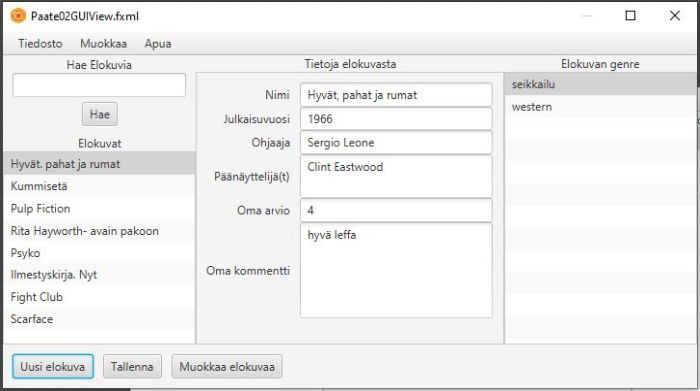 Paate02GUIView.fxml
Tiedosto Muokkaa Apua
Hae Elokuvia
Hae
Elokuvat
Hyvät. pahat ja rumat
Kummisetä
Pulp Fiction
Rita Hayworth- avain pakoon
Psyko
Ilmestyskirja. Nyt
Fight Club
Scarface
Tietoja elokuvasta
Nimi Hyvät, pahat ja rumat
Julkaisuvuosi 1966
Ohjaaja Sergio Leone
Päänäyttelijä(t) Clint Eastwood
Oma arvio 4
Oma kommentti hyvä leffa
Elokuvan genre
seikkailu
western
Uusi elokuva Tallenna Muokkaa elokuvaa